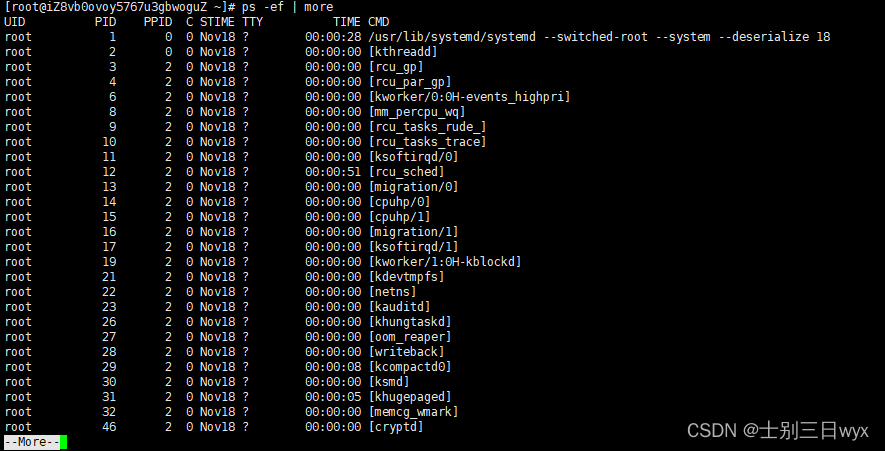 [root@iZ8vb0ovoy5767u3gbwoguZ ~]# ps -ef | more
UID          PID    PPID  C STIME TTY          TIME CMD
root           1       0  0 Nov18 ?        00:00:28 /usr/lib/systemd/systemd --switched-root --system --deserialize 18
root           2       0  0 Nov18 ?        00:00:00 [kthreadd]
root           3       2  0 Nov18 ?        00:00:00 [rcu_gp]
root           4       2  0 Nov18 ?        00:00:00 [rcu_par_gp]
root           6       2  0 Nov18 ?        00:00:00 [kworker/0:0H-events_highpri]
root           8       2  0 Nov18 ?        00:00:00 [mm_percpu_wq]
root           9       2  0 Nov18 ?        00:00:00 [rcu_tasks_rude_]
root          10       2  0 Nov18 ?        00:00:00 [rcu_tasks_trace]
root          11       2  0 Nov18 ?        00:00:00 [ksoftirqd/0]
root          12       2  0 Nov18 ?        00:00:51 [rcu_sched]
root          13       2  0 Nov18 ?        00:00:00 [migration/0]
root          14       2  0 Nov18 ?        00:00:00 [cpuhp/0]
root          15       2  0 Nov18 ?        00:00:00 [cpuhp/1]
root          16       2  0 Nov18 ?        00:00:00 [migration/1]
root          17       2  0 Nov18 ?        00:00:00 [ksoftirqd/1]
root          19       2  0 Nov18 ?        00:00:00 [kworker/1:0H-kblockd]
root          21       2  0 Nov18 ?        00:00:00 [kdevtmpfs]
root          22       2  0 Nov18 ?        00:00:00 [netns]
root          23       2  0 Nov18 ?        00:00:00 [kauditd]
root          26       2  0 Nov18 ?        00:00:00 [khungtaskd]
root          27       2  0 Nov18 ?        00:00:00 [oom_reaper]
root          28       2  0 Nov18 ?        00:00:00 [writeback]
root          29       2  0 Nov18 ?        00:00:08 [kcompactd0]
root          30       2  0 Nov18 ?        00:00:00 [ksmd]
root          31       2  0 Nov18 ?        00:00:05 [khugepaged]
root          32       2  0 Nov18 ?        00:00:00 [memcg_wmark]
root          46       2  0 Nov18 ?        00:00:00 [cryptd]
--More--
CSDN @士别三日wyx